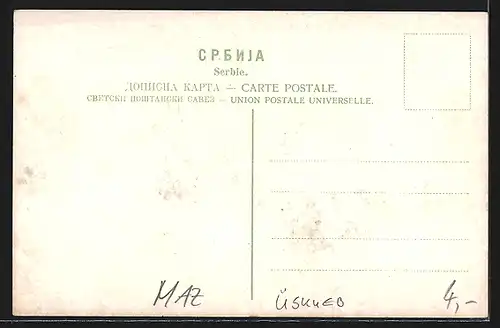 СРБИЈА
Serbie.
ДОПИСНА КАРТА — CARTE POSTALE.
СВЕТСКИ ПОШТАНСКИ САВЕЗ — UNION POSTALE UNIVERSELLE.
MAZ ÜSKUEB 4,-